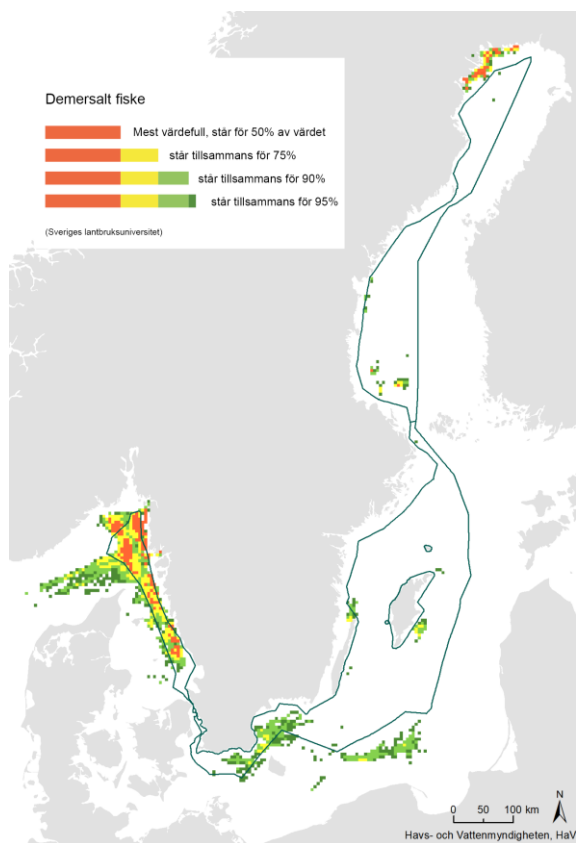 Demersalt fiske
Mest värdefull, står för 50% av värdet
står tillsammans för 75%
står tillsammans för 90%
står tillsammans för 95%
(Sveriges lantbruksuniversitet)
N
0 50 100 km
Havs- och Vattenmyndigheten, HaV